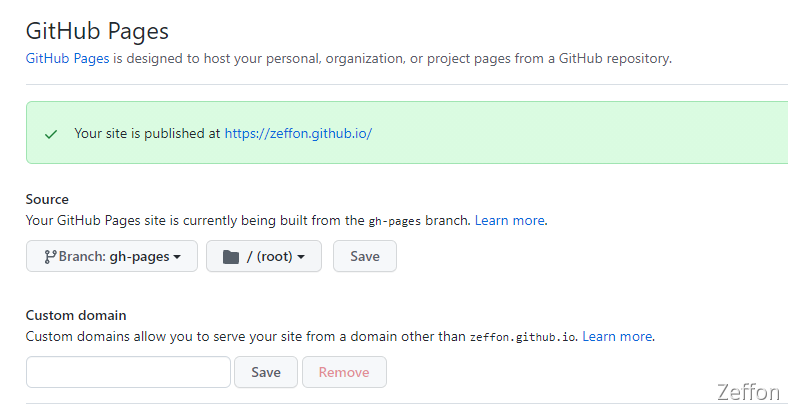 GitHub Pages
GitHub Pages is designed to host your personal, organization, or project pages from a GitHub repository.
Your site is published at https://zeffon.github.io/
Source
Your GitHub Pages site is currently being built from the gh-pages branch. Learn more.
Branch: gh-pages / (root) Save
Custom domain
Custom domains allow you to serve your site from a domain other than zeffon.github.io. Learn more.
Save Remove
Zeffon